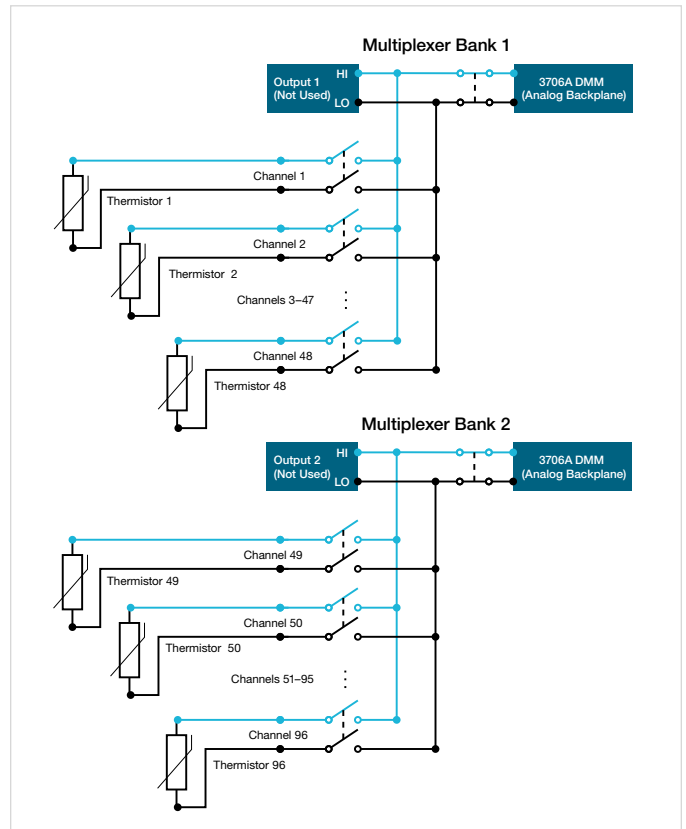 Multiplexer Bank 1
Output 1
(Not Used)
HI
LO
3706A DMM
(Analog Backplane)
Channel 1
Thermistor 1
Channel 2
Thermistor 2
Channels 3–47
Channel 48
Thermistor 48
Multiplexer Bank 2
Output 2
(Not Used)
HI
LO
3706A DMM
(Analog Backplane)
Channel 49
Thermistor 49
Channel 50
Thermistor 50
Channels 51–95
Channel 96
Thermistor 96